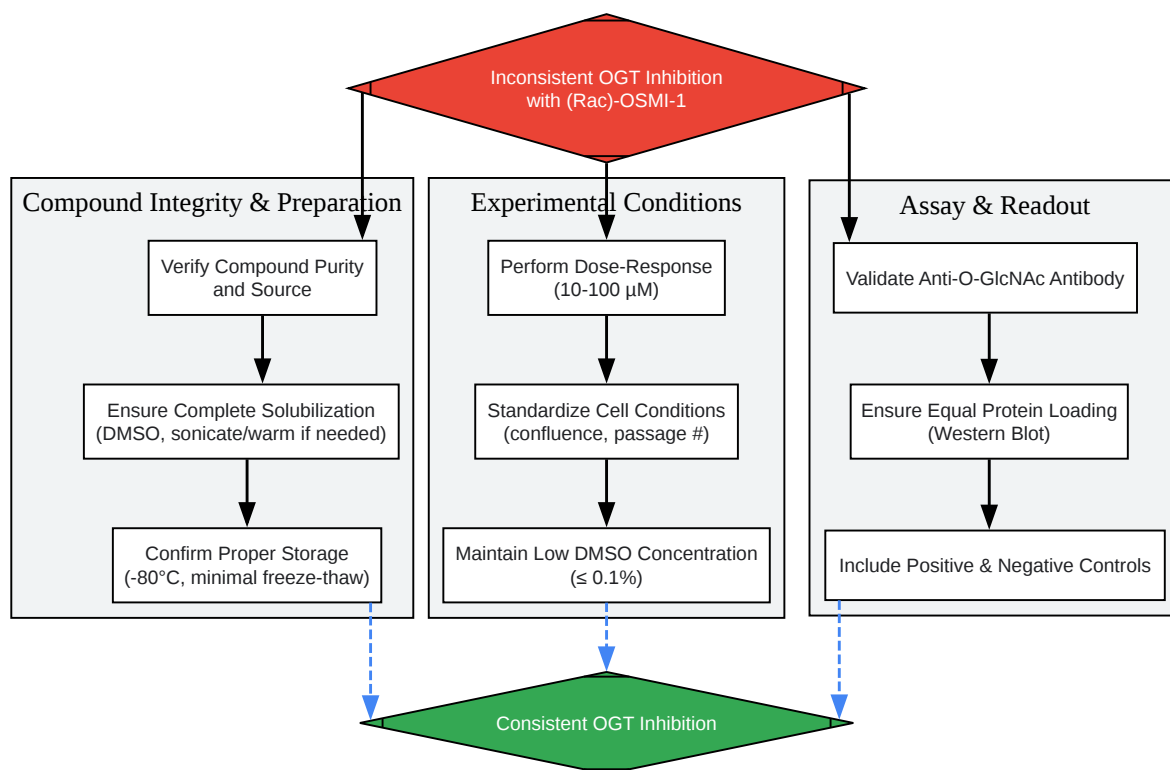 Inconsistent OGT Inhibition
with (Rac)-OSMI-1
Compound Integrity & Preparation
Verify Compound Purity
and Source
Ensure Complete Solubilization
(DMSO, sonicate/warm if needed)
Confirm Proper Storage
(-80°C, minimal freeze-thaw)
Experimental Conditions
Perform Dose-Response
(10-100 µM)
Standardize Cell Conditions
(confluence, passage #)
Maintain Low DMSO Concentration
(≤ 0.1%)
Assay & Readout
Validate Anti-O-GlcNAc Antibody
Ensure Equal Protein Loading
(Western Blot)
Include Positive & Negative Controls
Consistent OGT Inhibition